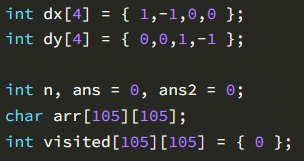 int dx[4] = { 1,-1,0,0 };
int dy[4] = { 0,0,1,-1 };
int n, ans = 0, ans2 = 0;
char arr[105][105];
int visited[105][105] = { 0 };